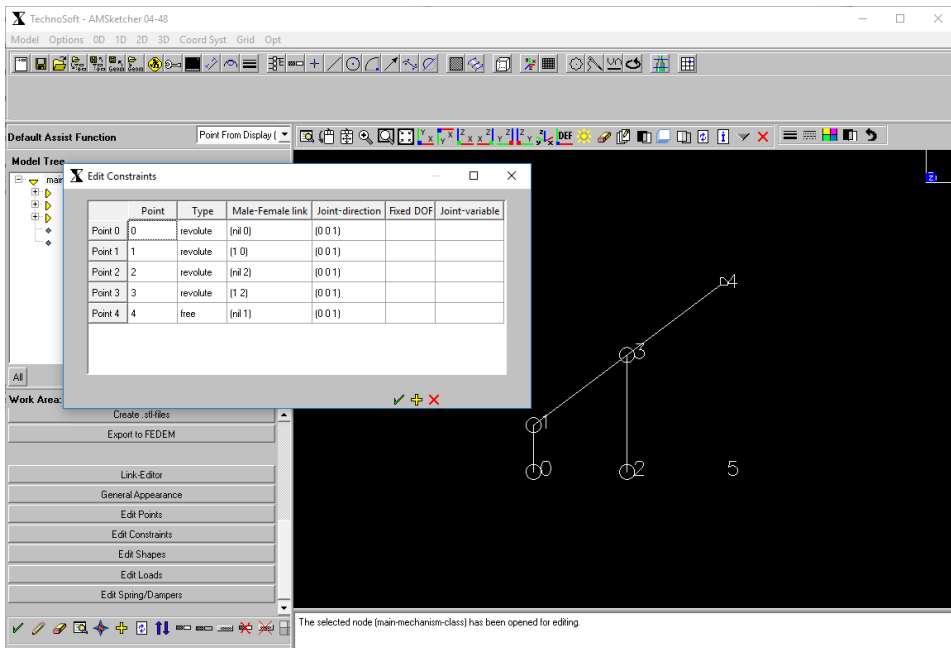 TechnoSoft - AMSketcher 04-48
Model Options 0D 1D 2D 3D Coord Syst Grid Opt
Default Assist Function
Point From Display (
DEF
Model Tree
main
Edit Constraints
Point Type Male-Female link Joint-direction Fixed DOF Joint-variable
Point 0 0 revolute (nil 0) (0 0 1)
Point 1 1 revolute (1 0) (0 0 1)
Point 2 2 revolute (nil 2) (0 0 1)
Point 3 3 revolute (1 2) (0 0 1)
Point 4 4 free (nil 1) (0 0 1)
All
Work Area:
Create .stl-files
Export to FEDEM
Link-Editor
General Appearance
Edit Points
Edit Constraints
Edit Shapes
Edit Loads
Edit Spring/Dampers
4
3
1
0 2 5
The selected node (main-mechanism-class) has been opened for editing.